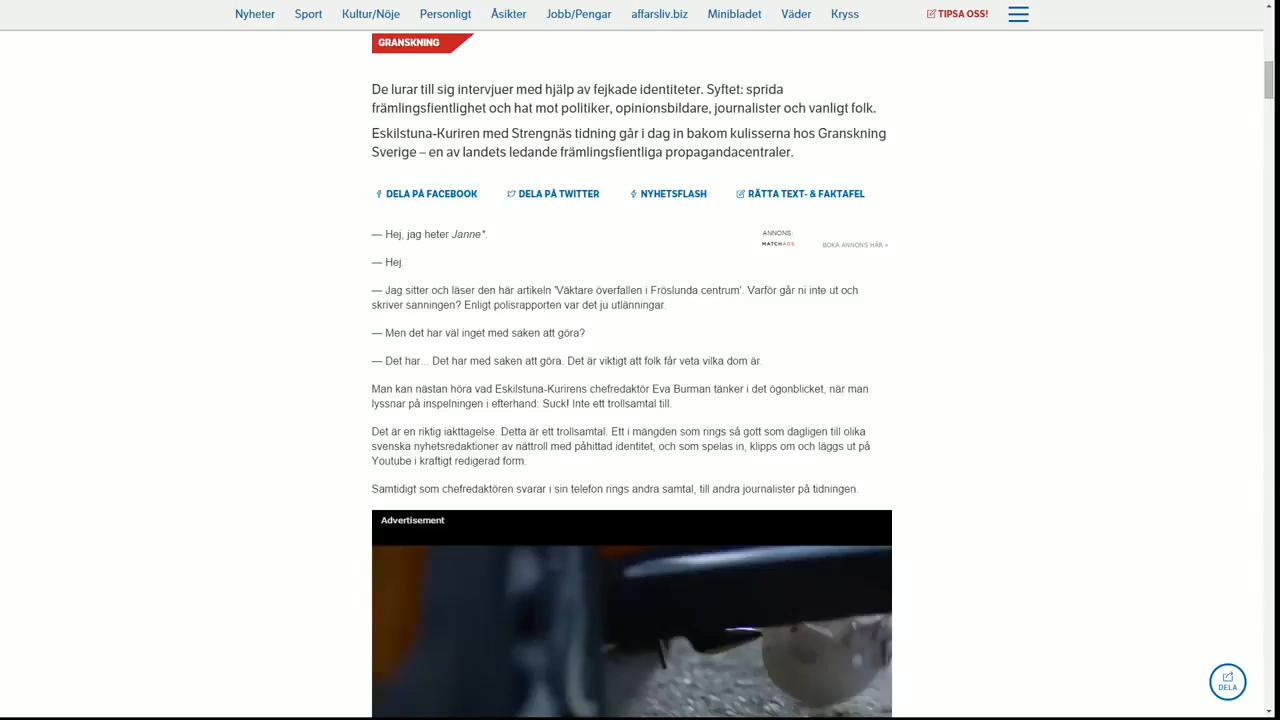 Nyheter Sport Kultur/Nöje Personligt Åsikter Jobb/Pengar affarsliv.biz Minibladet Väder Kryss TIPSA OSS!
GRANSKNING
De lurar till sig intervjuer med hjälp av fejkade identiteter. Syftet: sprida
främlingsfientlighet och hat mot politiker, opinionsbildare, journalister och vanligt folk.
Eskilstuna-Kuriren med Strengnäs tidning går i dag in bakom kulisserna hos Granskning
Sverige – en av landets ledande främlingsfientliga propagandacentraler.
DELA PÅ FACEBOOK DELA PÅ TWITTER NYHETSFLASH RÄTTA TEXT- & FAKTAFEL
— Hej, jag heter Janne*.
ANNONS:
MATCHADS BOKA ANNONS HÄR »
— Hej.
— Jag sitter och läser den här artikeln 'Väktare överfallen i Fröslunda centrum'. Varför går ni inte ut och
skriver sanningen? Enligt polisrapporten var det ju utlänningar.
— Men det har väl inget med saken att göra?
— Det har... Det har med saken att göra. Det är viktigt att folk får veta vilka dom är.
Man kan nästan höra vad Eskilstuna-Kurirens chefredaktör Eva Burman tänker i det ögonblicket, när man
lyssnar på inspelningen i efterhand: Suck! Inte ett trollsamtal till.
Det är en riktig iakttagelse. Detta är ett trollsamtal. Ett i mängden som rings så gott som dagligen till olika
svenska nyhetsredaktioner av nättroll med påhittad identitet, och som spelas in, klipps om och läggs ut på
Youtube i kraftigt redigerad form.
Samtidigt som chefredaktören svarar i sin telefon rings andra samtal, till andra journalister på tidningen.
Advertisement
DELA